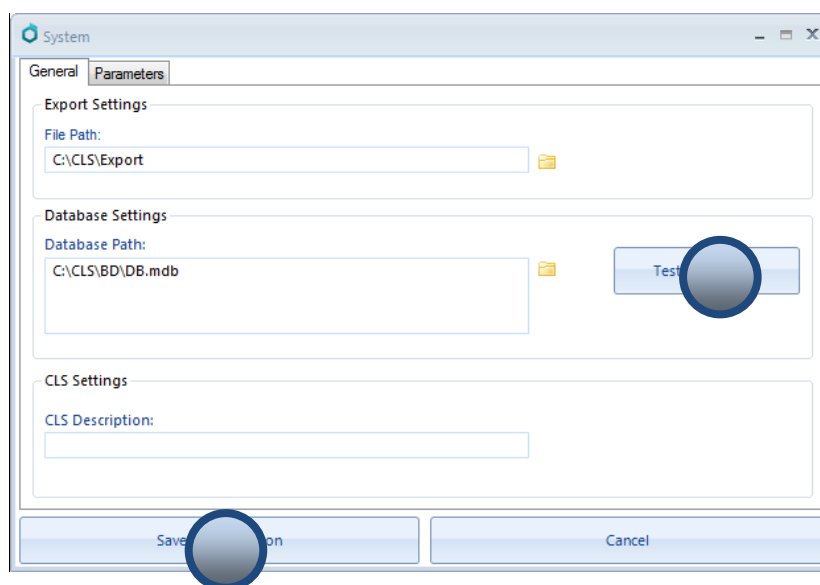 System
General Parameters
Export Settings
File Path:
C:\CLS\Export
Database Settings
Database Path:
C:\CLS\BD\DB.mdb
Test
CLS Settings
CLS Description:
Save
Cancel